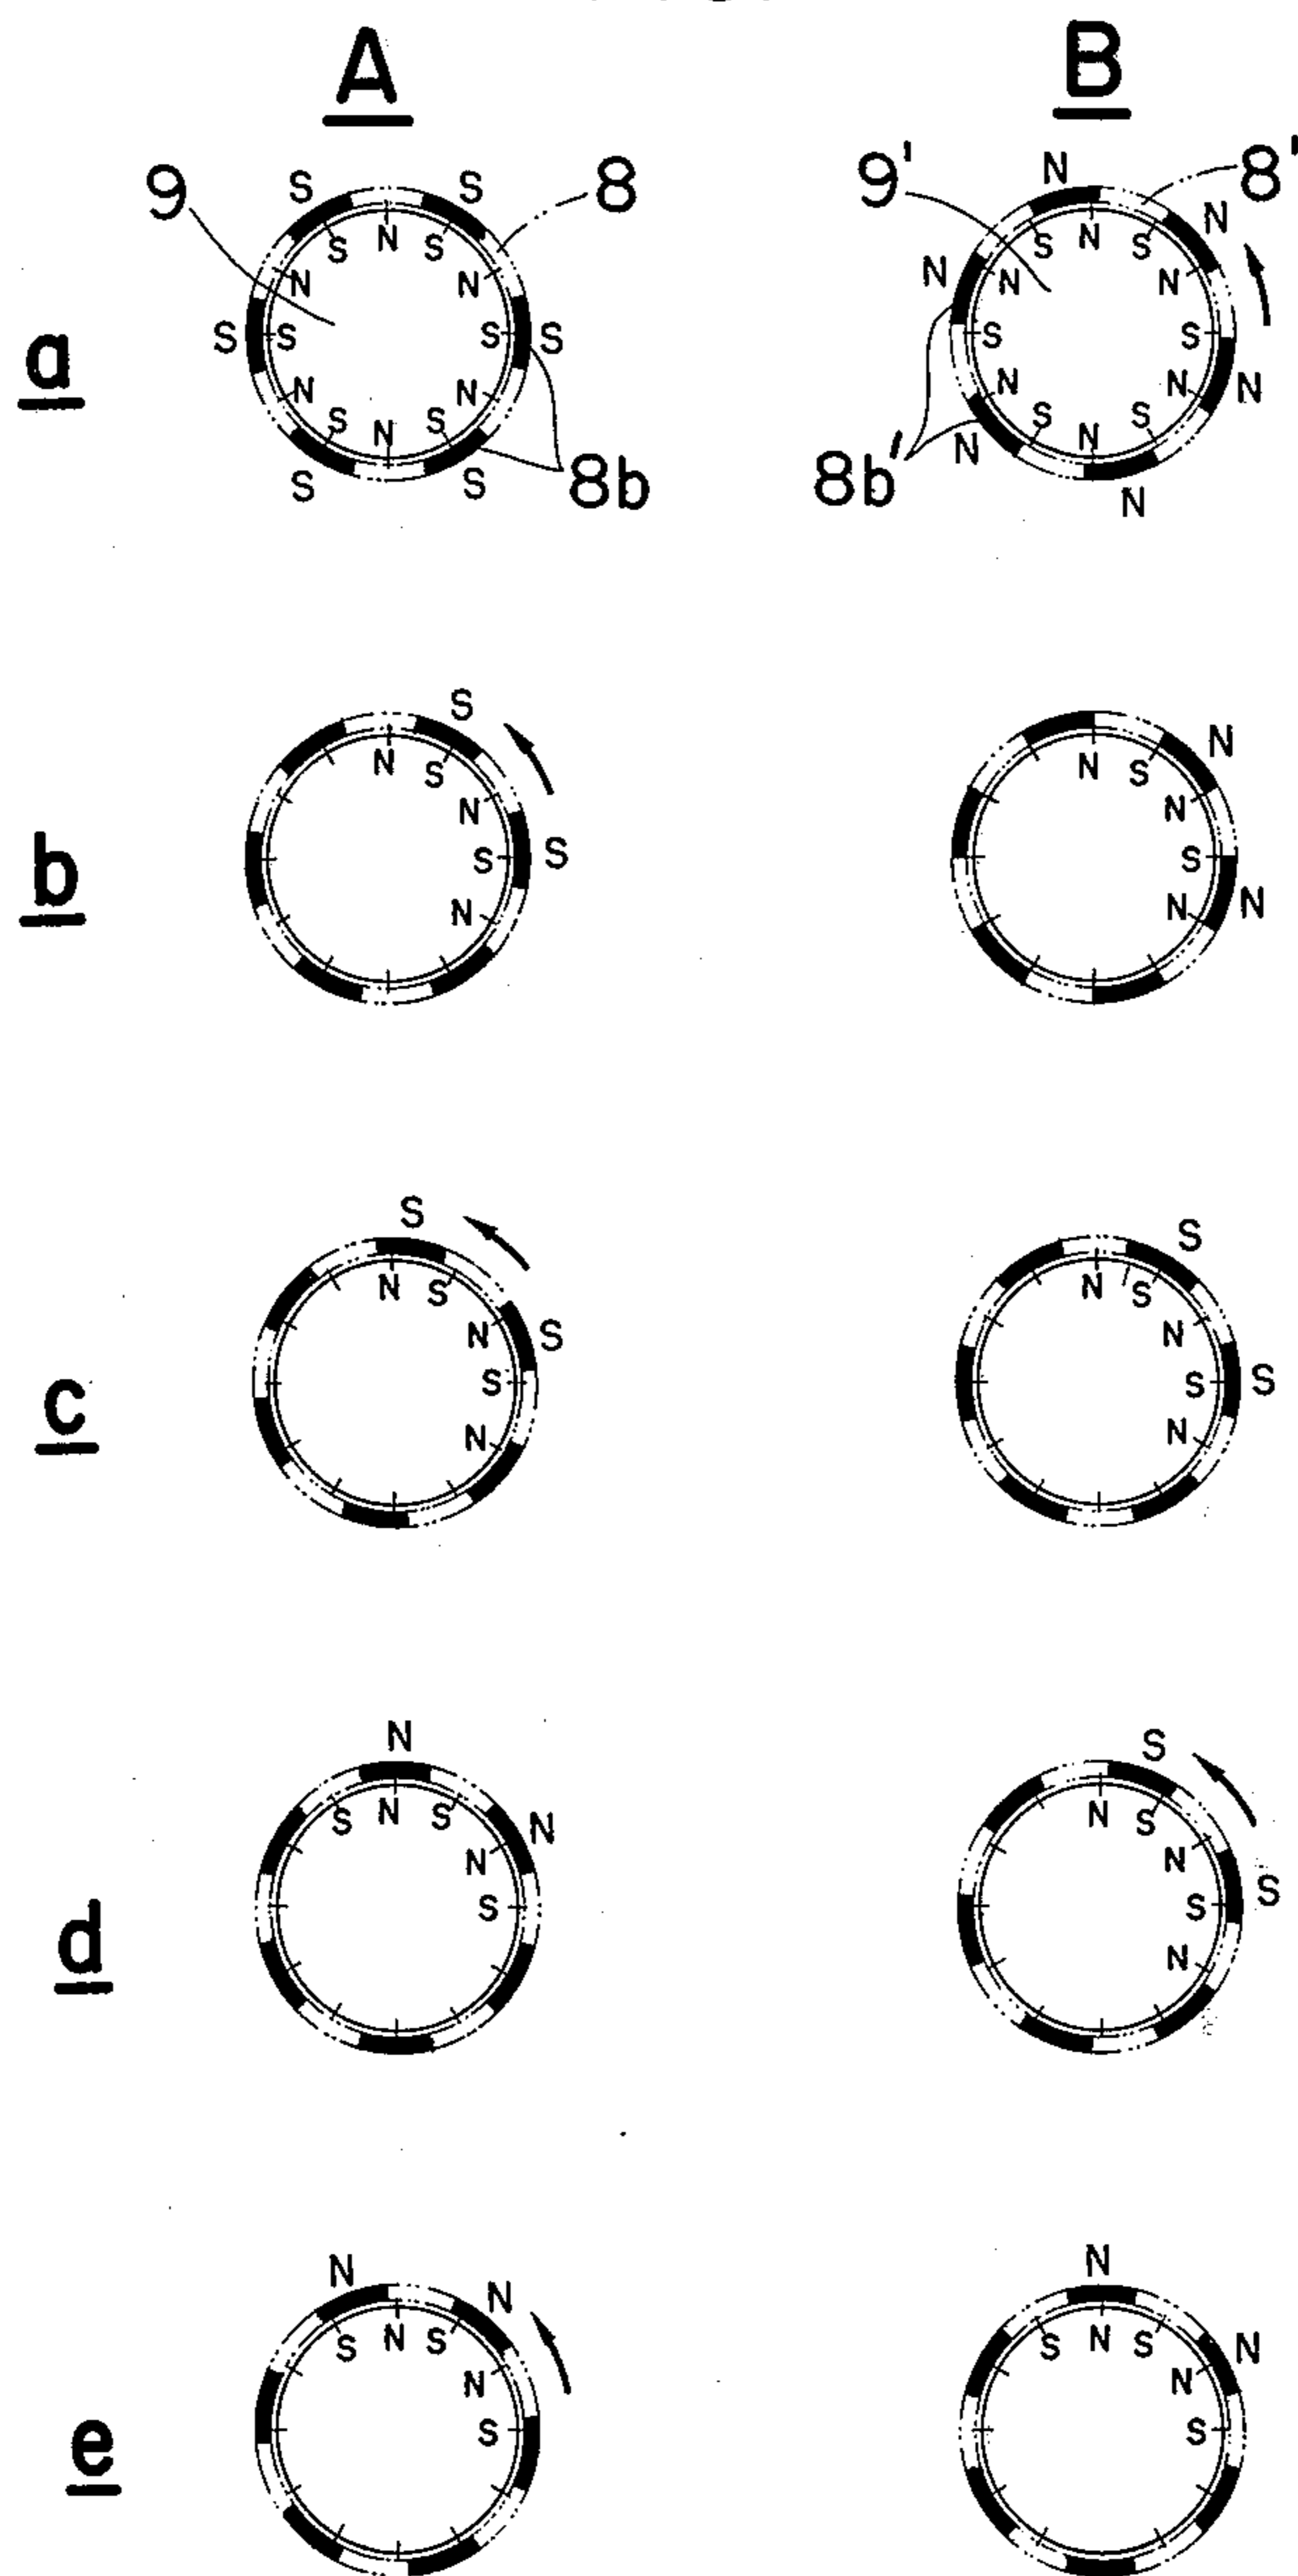 A B
9 S S 8 9' N 8'
N S N S N N S N S N
N N N N
a S S S S S N S S N
N N N N
S N S S N S
S S 8b 8b' N N
S
N S N N S
N N
b S S S N
N N
S S
N S N S
N S N
c S S S
N N
N S
S N S N N S
N N
d S S S
N
N N N
S N S S N S N
N N
e S S